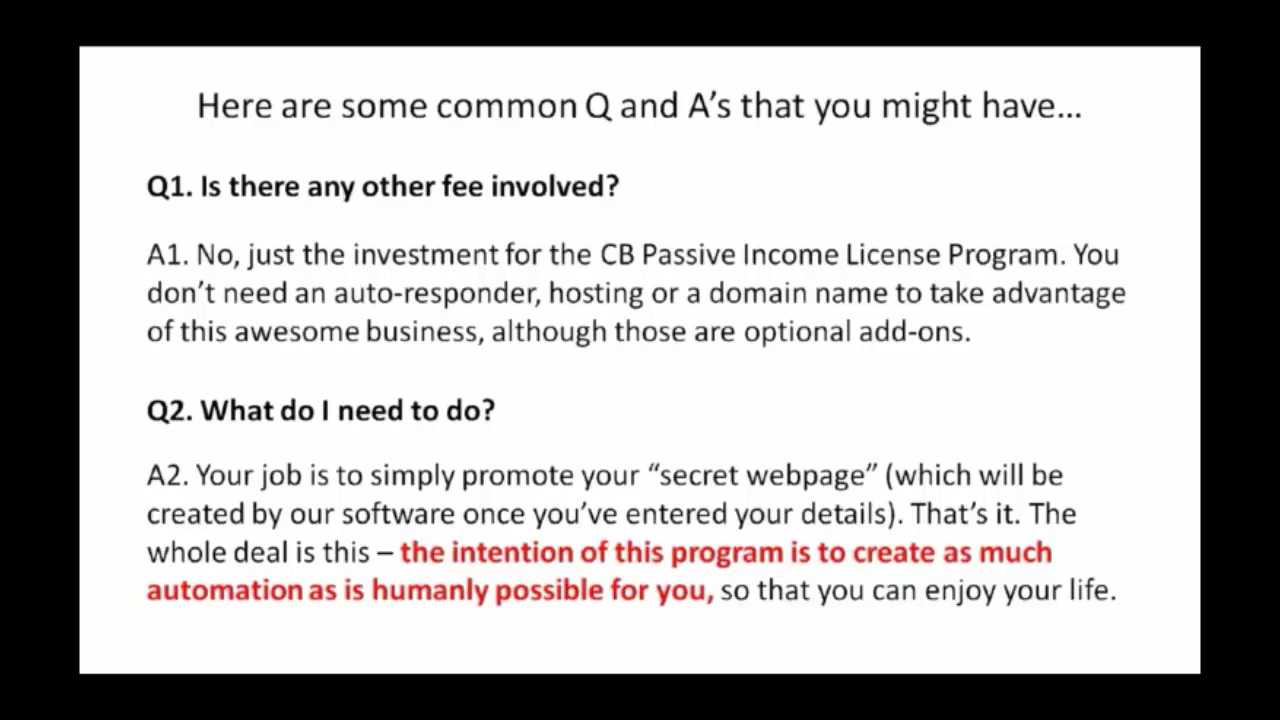 Here are some common Q and A’s that you might have...
Q1. Is there any other fee involved?
A1. No, just the investment for the CB Passive Income License Program. You
don’t need an auto-responder, hosting or a domain name to take advantage
of this awesome business, although those are optional add-ons.
Q2. What do I need to do?
A2. Your job is to simply promote your “secret webpage” (which will be
created by our software once you’ve entered your details). That’s it. The
whole deal is this – the intention of this program is to create as much
automation as is humanly possible for you, so that you can enjoy your life.